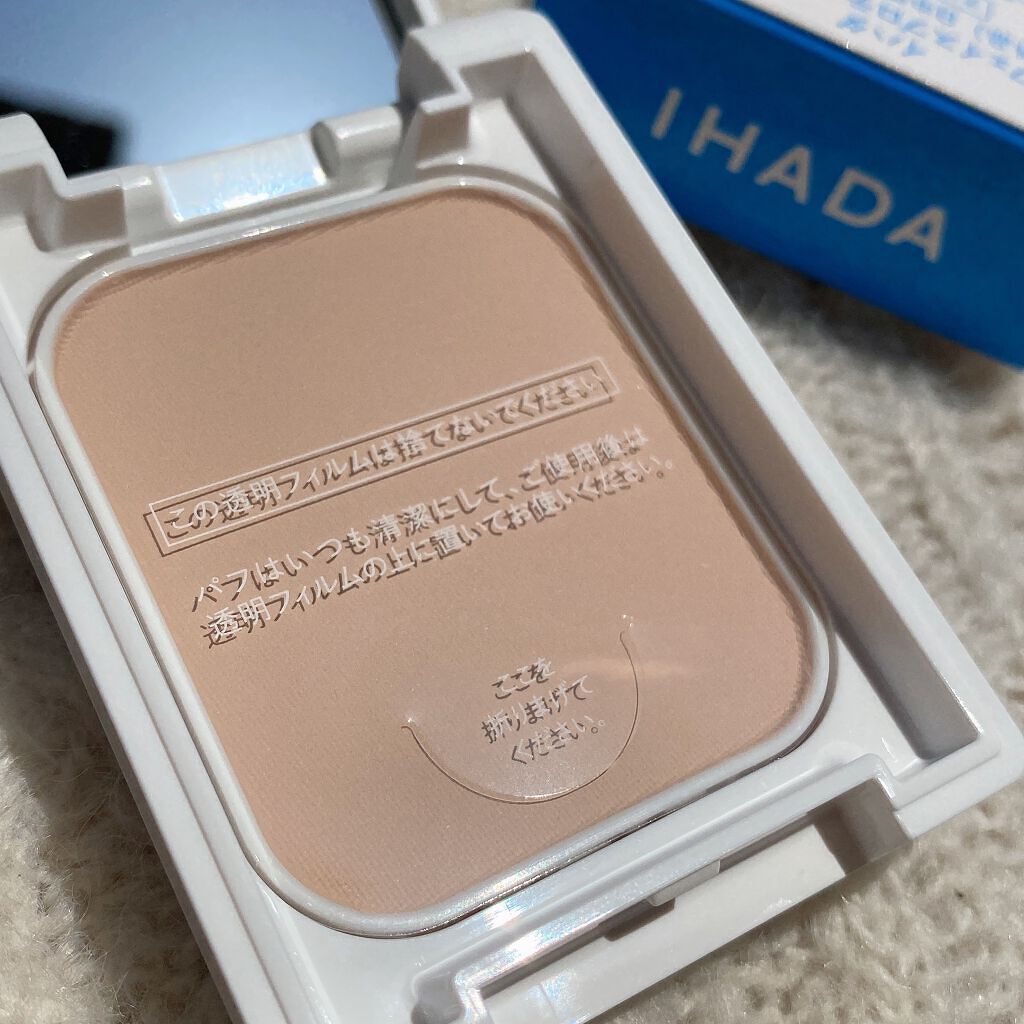 IHADA
この透明フィルムは捨てないでください
パフはいつも清潔にして、ご使用後は
透明フィルムの上に置いてお使いください。
ここを
折りまげて
ください。